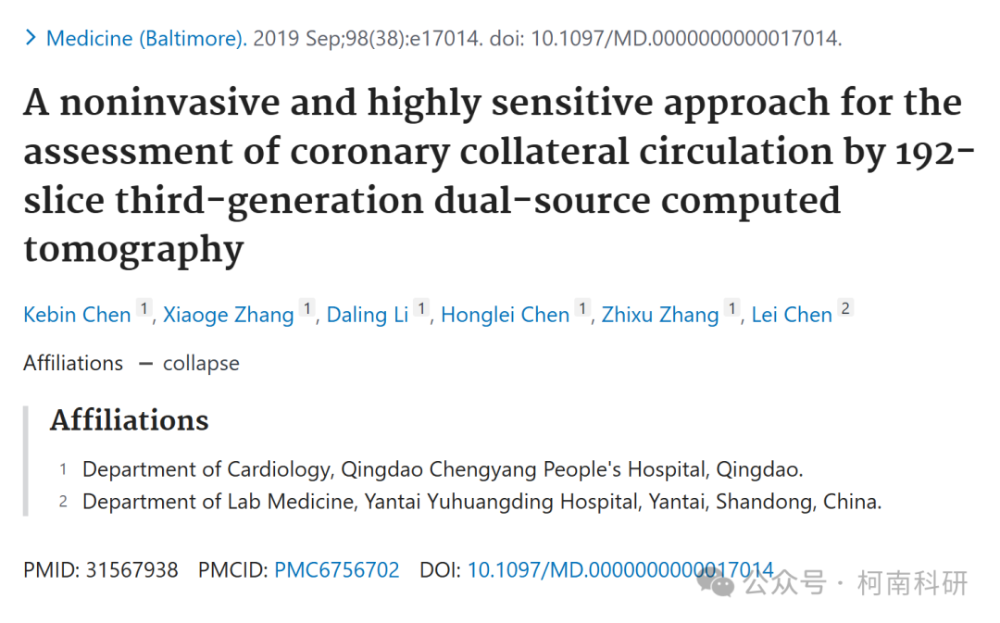 Medicine (Baltimore). 2019 Sep;98(38):e17014. doi: 10.1097/MD.0000000000017014.
A noninvasive and highly sensitive approach for the
assessment of coronary collateral circulation by 192-
slice third-generation dual-source computed
tomography
Kebin Chen 1, Xiaoge Zhang 1, Daling Li 1, Honglei Chen 1, Zhixu Zhang 1, Lei Chen 2
Affiliations — collapse
Affiliations
1 Department of Cardiology, Qingdao Chengyang People's Hospital, Qingdao.
2 Department of Lab Medicine, Yantai Yuhuangding Hospital, Yantai, Shandong, China.
PMID: 31567938 PMCID: PMC6756702 DOI: 10.1097/MD.0000000000017014
公众号 · 柯南科研